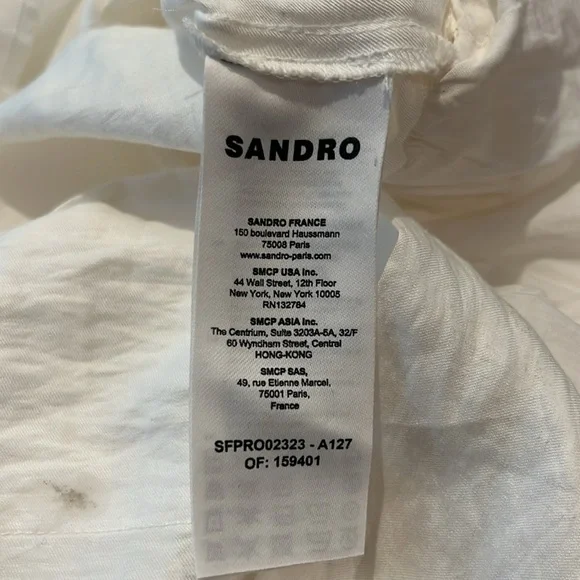 SANDRO
SANDRO FRANCE
150 boulevard Haussmann
75008 Paris
www.sandro-paris.com
SMCP USA Inc.
44 Wall Street, 12th Floor
New York, New York 10005
RN132784
SMCP ASIA Inc.
The Centrium, Suite 3203A-5A, 32/F
60 Wyndham Street, Central
HONG-KONG
SMCP SAS,
49, rue Etienne Marcel,
75001 Paris,
France
SFPRO02323 - A127
OF: 159401